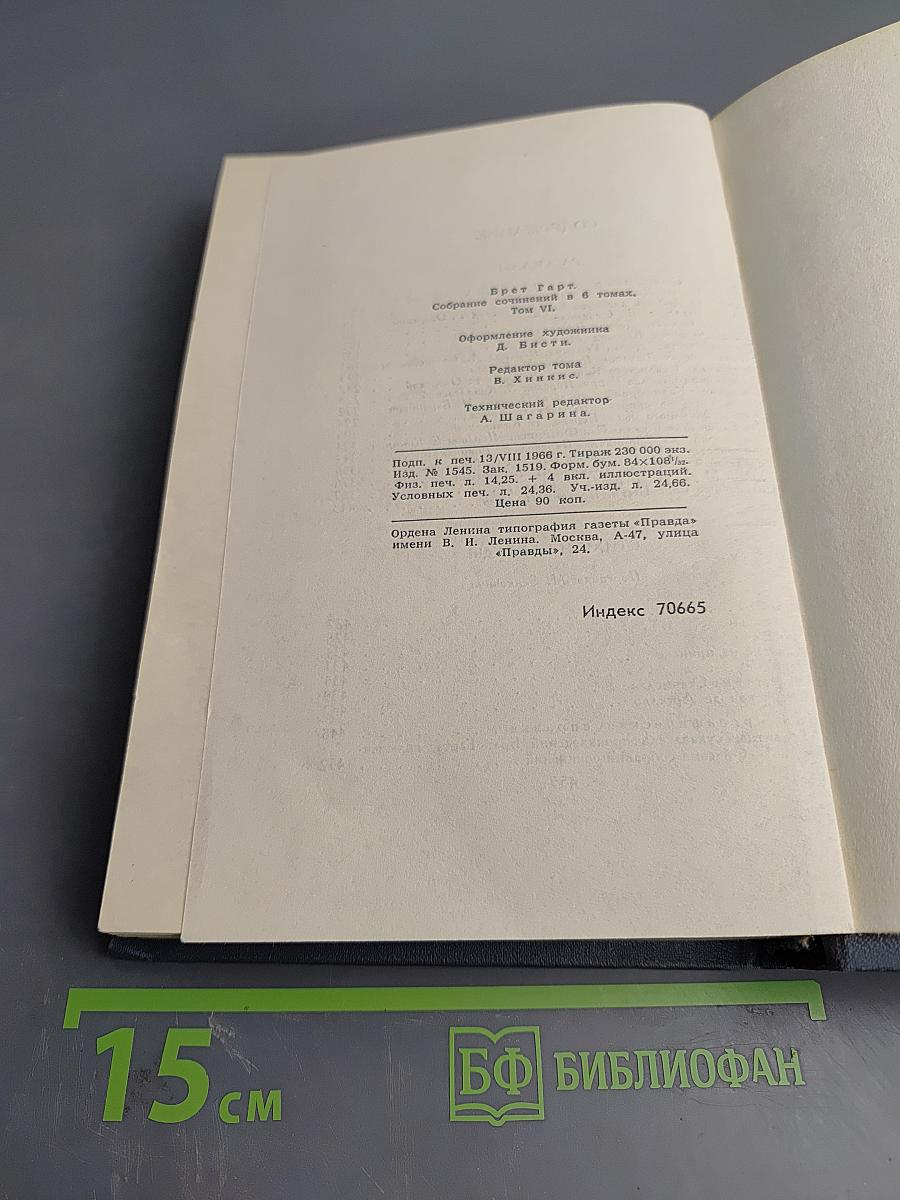 Брет Гарт.
Собрание сочинений в 6 томах.
Том VI.
Оформление художника
Д. Бисти.
Редактор тома
В. Хинкис.
Технический редактор
А. Шагарина.
Подп. к печ. 13/VIII 1966 г. Тираж 230 000 экз.
Изд. № 1545. Зак. 1519. Форм. бум. 84×108¹/₃₂.
Физ. печ. л. 14,25. + 4 вкл. иллюстраций.
Условных печ. л. 24,36. Уч.-изд. л. 24,66.
Цена 90 коп.
Ордена Ленина типография газеты «Правда»
имени В. И. Ленина. Москва, А-47, улица
«Правды», 24.
Индекс 70665
15 см
БФ БИБЛИОФАН